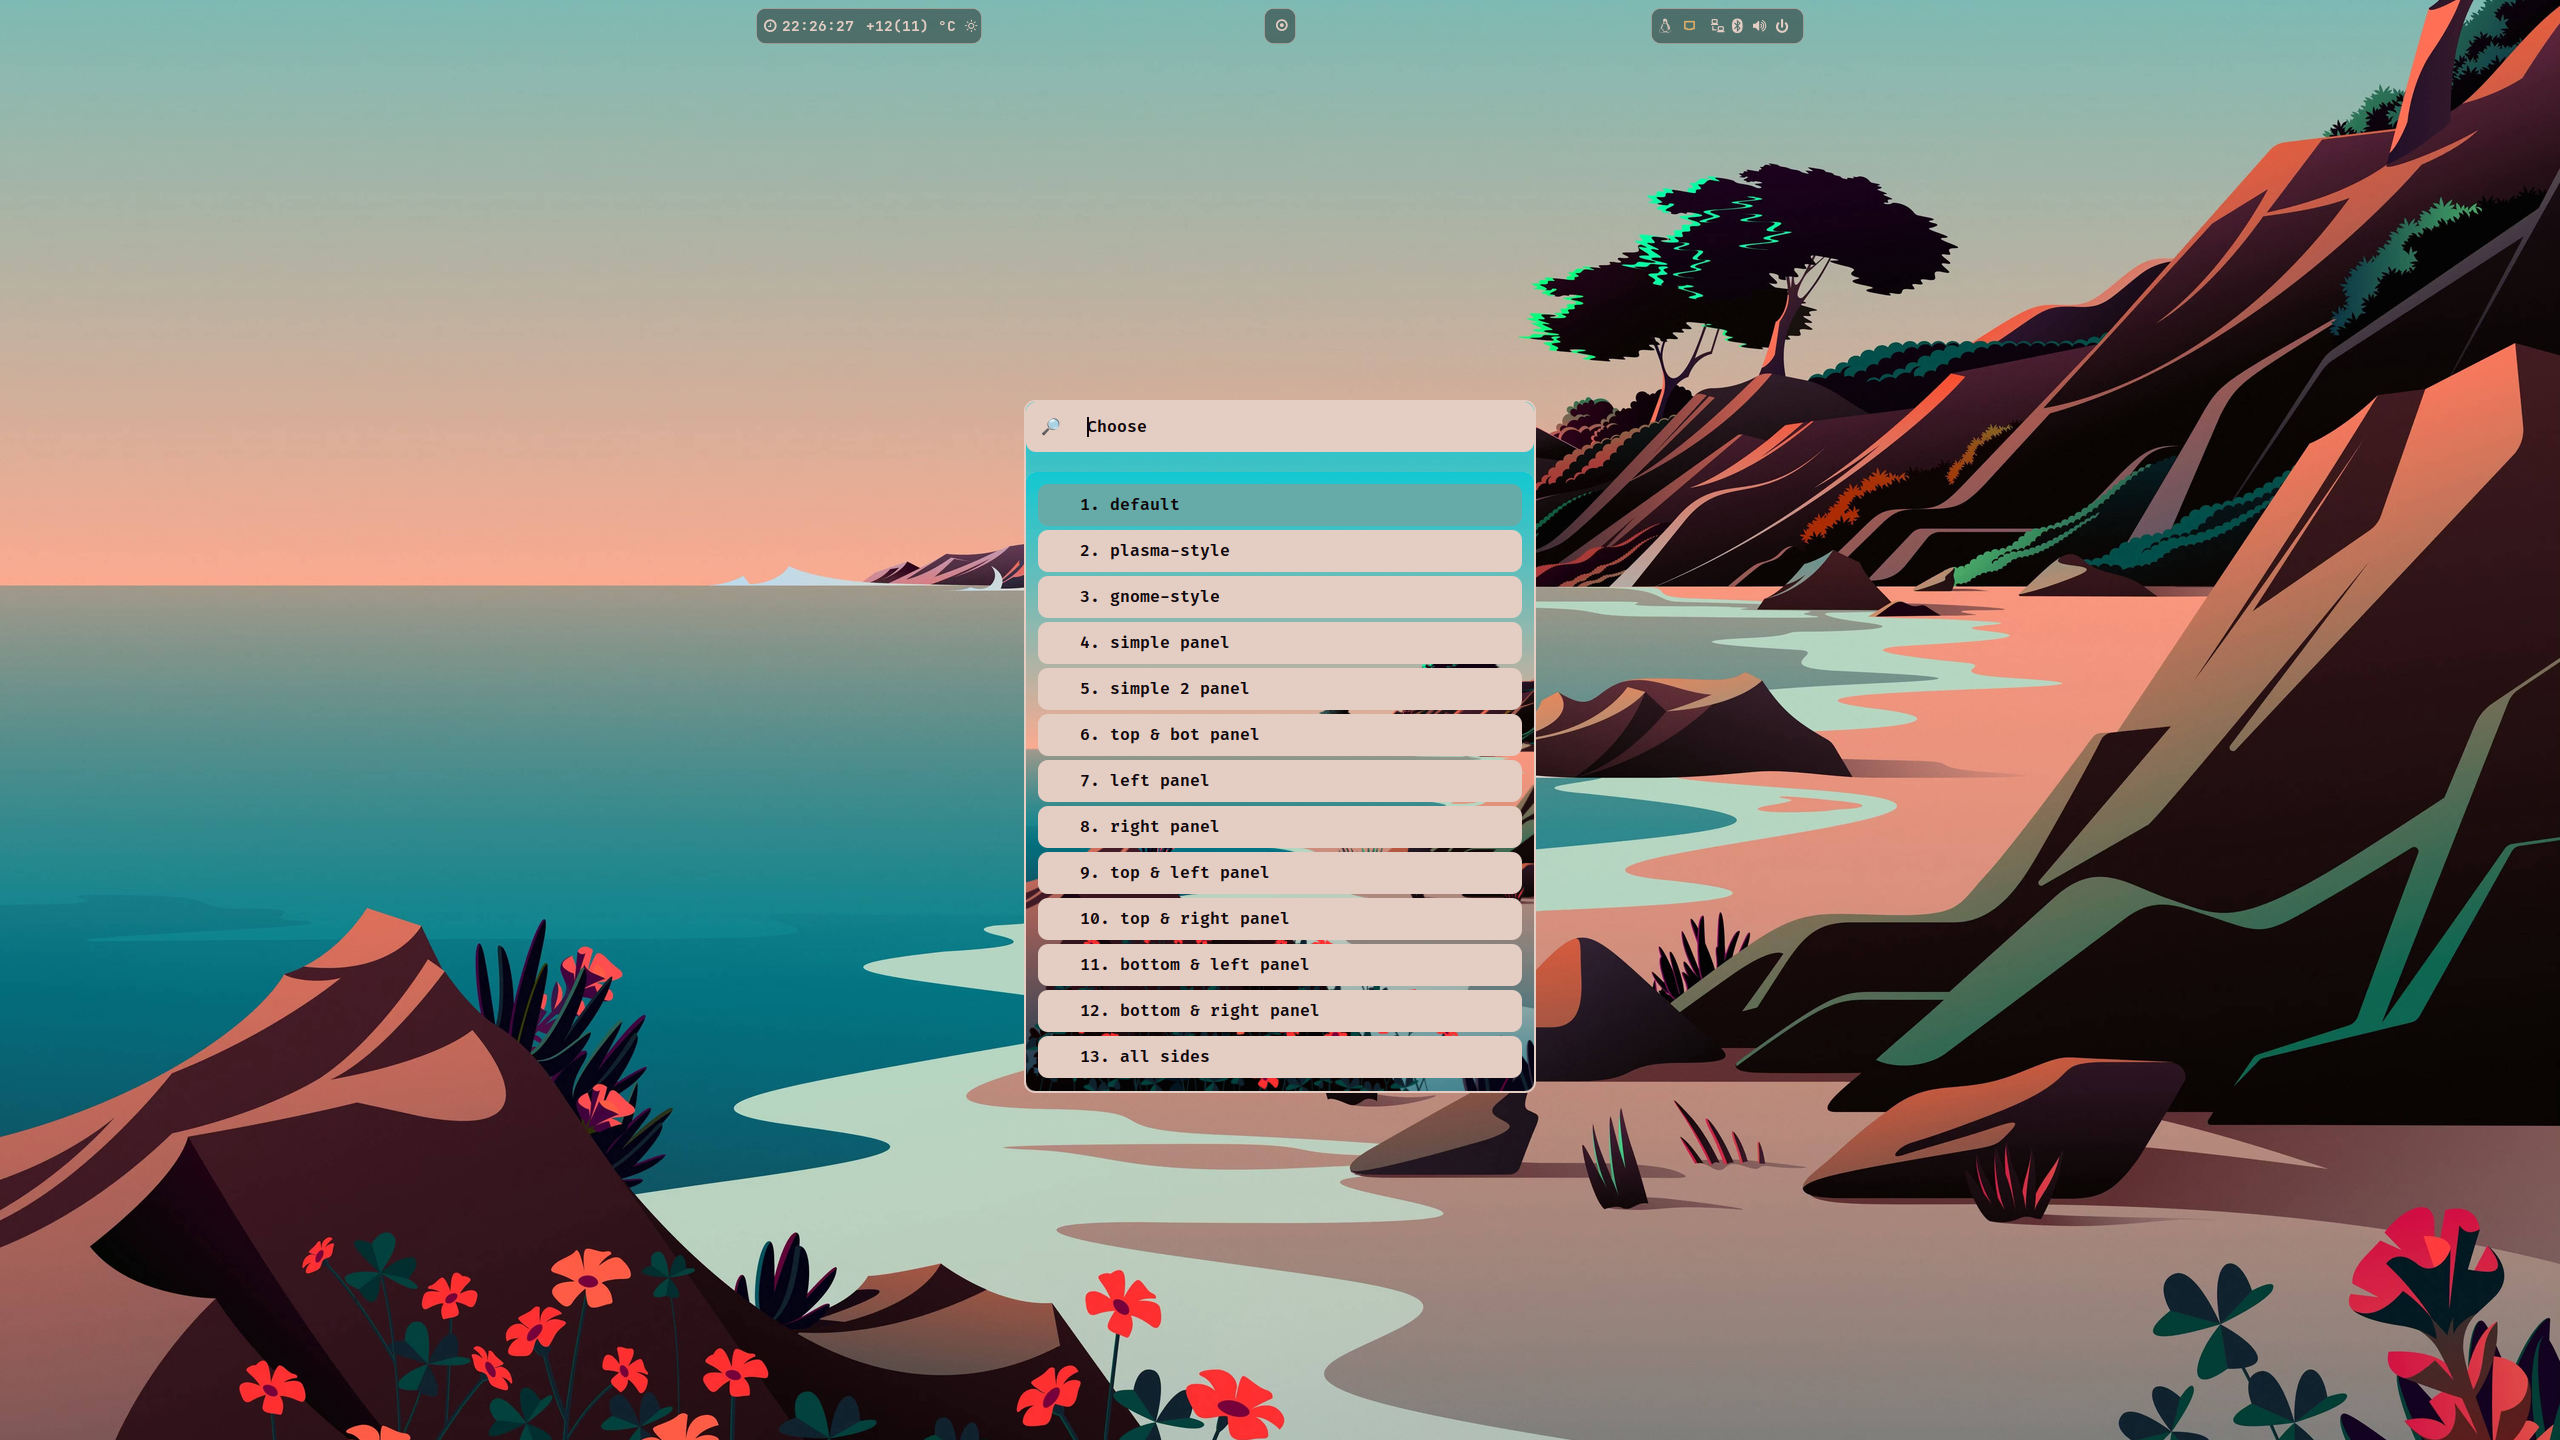 22:26:27 +12(11) °C
Choose
1. default
2. plasma-style
3. gnome-style
4. simple panel
5. simple 2 panel
6. top & bot panel
7. left panel
8. right panel
9. top & left panel
10. top & right panel
11. bottom & left panel
12. bottom & right panel
13. all sides